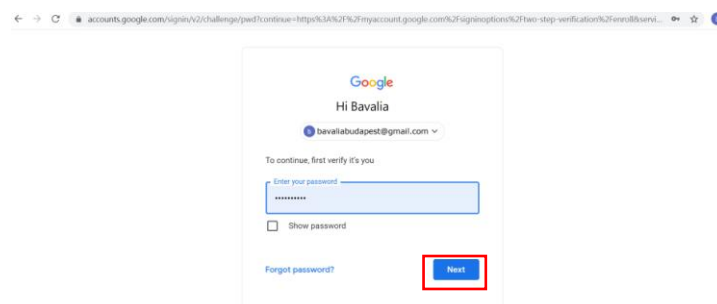 accounts.google.com/signin/v2/challenge/pwd?continue=https%3A%2F%2Fmyaccount.google.com%2Fsigninoptions%2Ftwo-step-verification%2Fenroll&servi...
Google
Hi Bavalia
bavaliabudapest@gmail.com
To continue, first verify it's you
Enter your password
••••••••••
Show password
Forgot password? Next